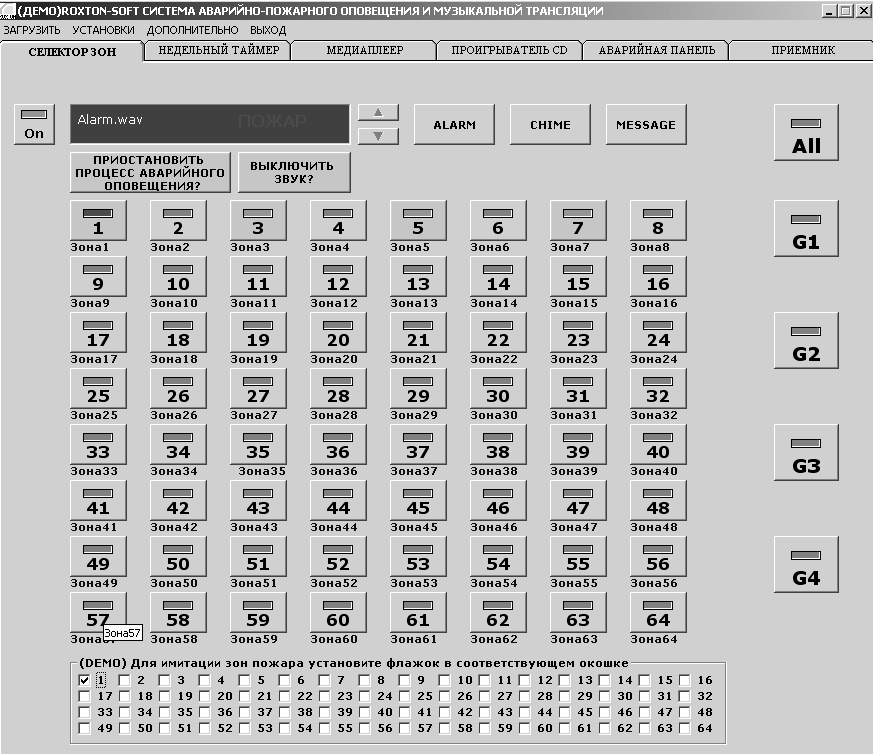 (ДЕМО)ROXTON-SOFT СИСТЕМА АВАРИЙНО-ПОЖАРНОГО ОПОВЕЩЕНИЯ И МУЗЫКАЛЬНОЙ ТРАНСЛЯЦИИ
ЗАГРУЗИТЬ УСТАНОВКИ ДОПОЛНИТЕЛЬНО ВЫХОД
СЕЛЕКТОР ЗОН НЕДЕЛЬНЫЙ ТАЙМЕР МЕДИАПЛЕЕР ПРОИГРЫВАТЕЛЬ CD АВАРИЙНАЯ ПАНЕЛЬ ПРИЕМНИК
On Alarm.wav ПОЖАР ALARM CHIME MESSAGE All
ПРИОСТАНОВИТЬ ПРОЦЕСС АВАРИЙНОГО ОПОВЕЩЕНИЯ?
ВЫКЛЮЧИТЬ ЗВУК?
1 2 3 4 5 6 7 8 G1
Зона1 Зона2 Зона3 Зона4 Зона5 Зона6 Зона7 Зона8
9 10 11 12 13 14 15 16
Зона9 Зона10 Зона11 Зона12 Зона13 Зона14 Зона15 Зона16
17 18 19 20 21 22 23 24 G2
Зона17 Зона18 Зона19 Зона20 Зона21 Зона22 Зона23 Зона24
25 26 27 28 29 30 31 32
Зона25 Зона26 Зона27 Зона28 Зона29 Зона30 Зона31 Зона32
33 34 35 36 37 38 39 40 G3
Зона33 Зона34 Зона35 Зона36 Зона37 Зона38 Зона39 Зона40
41 42 43 44 45 46 47 48
Зона41 Зона42 Зона43 Зона44 Зона45 Зона46 Зона47 Зона48
49 50 51 52 53 54 55 56 G4
Зона49 Зона50 Зона51 Зона52 Зона53 Зона54 Зона55 Зона56
57 58 59 60 61 62 63 64
Зона57
Зона58 Зона59 Зона60 Зона61 Зона62 Зона63 Зона64
(DEMO) Для имитации зон пожара установите флажок в соответствующем окошке
1 2 3 4 5 6 7 8 9 10 11 12 13 14 15 16
17 18 19 20 21 22 23 24 25 26 27 28 29 30 31 32
33 34 35 36 37 38 39 40 41 42 43 44 45 46 47 48
49 50 51 52 53 54 55 56 57 58 59 60 61 62 63 64